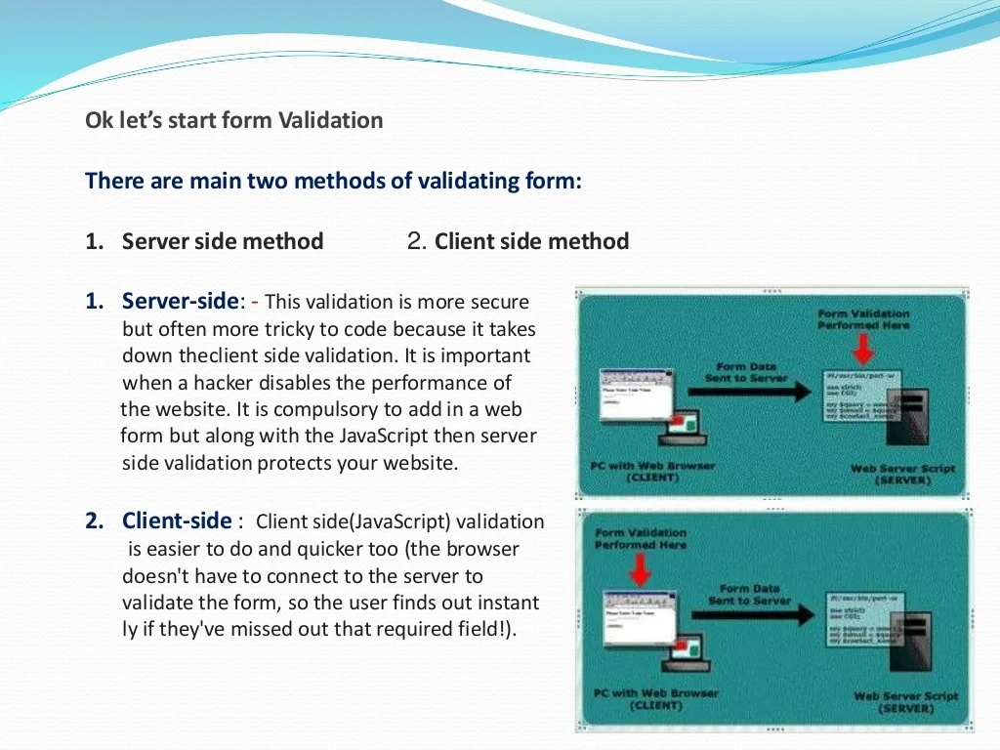 Ok let’s start form Validation
There are main two methods of validating form:
1. Server side method 2. Client side method
1. Server-side: - This validation is more secure
but often more tricky to code because it takes
down theclient side validation. It is important
when a hacker disables the performance of
the website. It is compulsory to add in a web
form but along with the JavaScript then server
side validation protects your website.
Form Validation
Performed Here
Form Data
Sent to Server
use strict;
PC with Web Browser
(CLIENT)
Web Server Script
(SERVER)
2. Client-side : Client side(JavaScript) validation
is easier to do and quicker too (the browser
doesn't have to connect to the server to
validate the form, so the user finds out instant
ly if they've missed out that required field!).
Form Validation
Performed Here
Form Data
Sent to Server
use strict;
PC with Web Browser
(CLIENT)
Web Server Script
(SERVER)